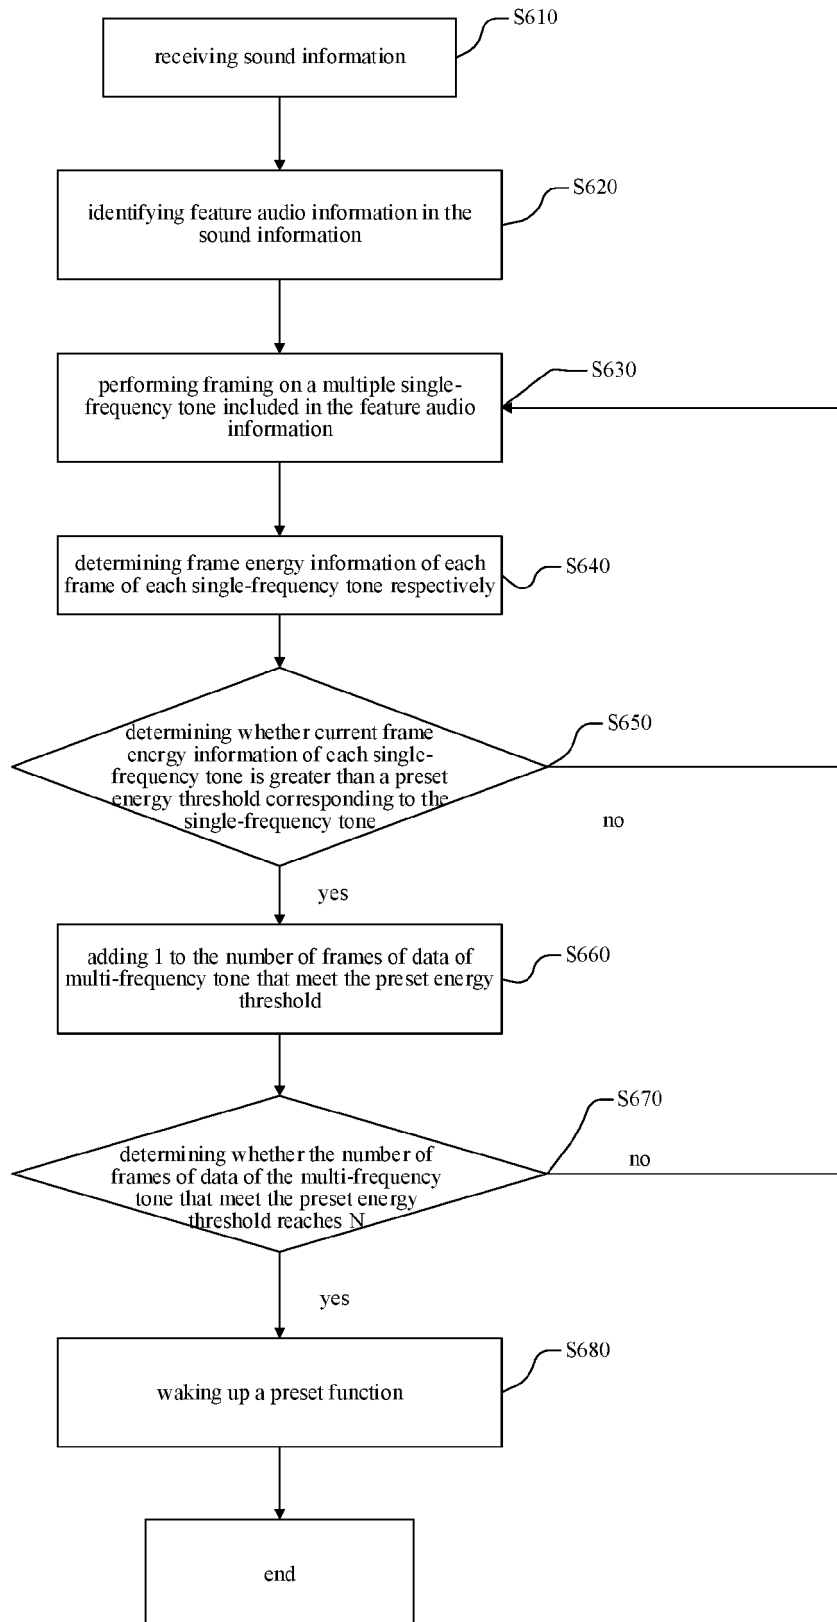 S610
receiving sound information
S620
identifying feature audio information in the
sound information
S630
performing framing on a multiple single-
frequency tone included in the feature audio
information
S640
determining frame energy information of each
frame of each single-frequency tone respectively
S650
determining whether current frame
energy information of each single-
frequency tone is greater than a preset
energy threshold corresponding to the
single-frequency tone
no
yes
S660
adding 1 to the number of frames of data of
multi-frequency tone that meet the preset energy
threshold
S670
determining whether the number of
frames of data of the multi-frequency
tone that meet the preset energy
threshold reaches N
no
yes
S680
waking up a preset function
end